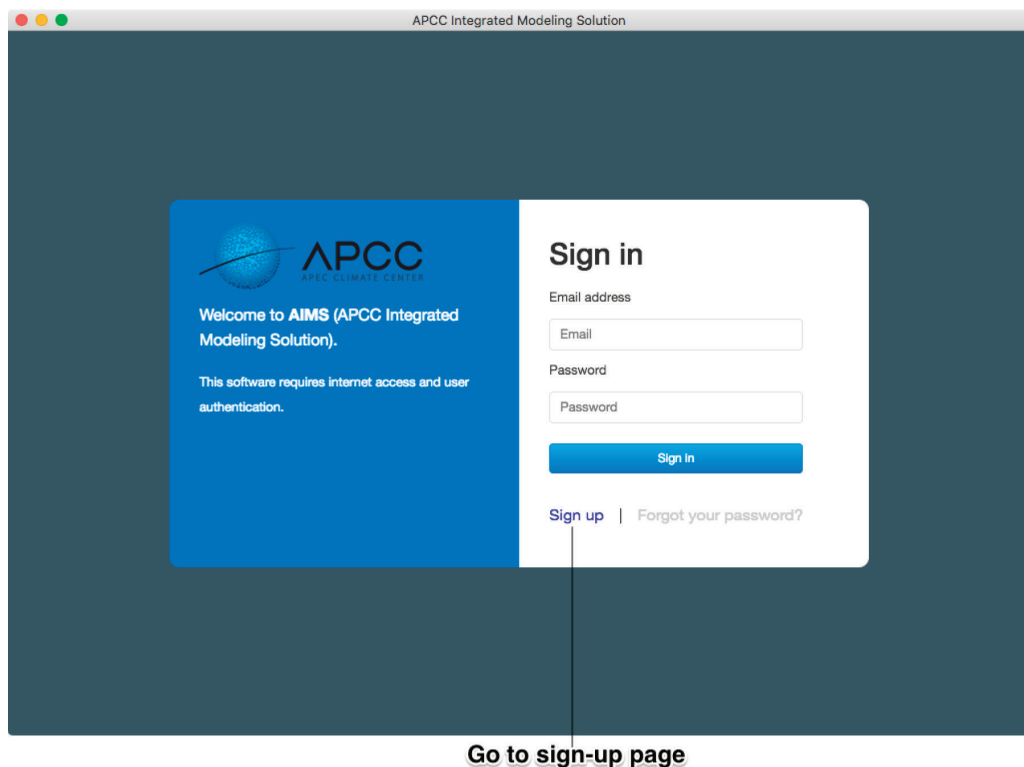 APCC Integrated Modeling Solution
APCC
APEC CLIMATE CENTER
Welcome to AIMS (APCC Integrated
Modeling Solution).
This software requires internet access and user
authentication.
Sign in
Email address
Email
Password
Password
Sign in
Sign up | Forgot your password?
Go to sign-up page